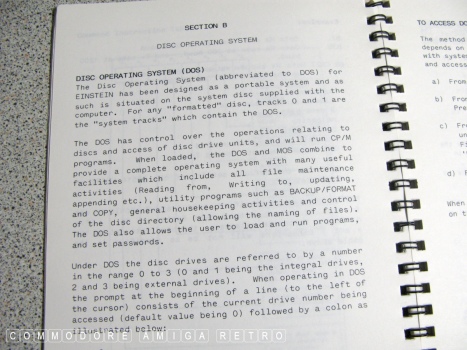 SECTION B
DISC OPERATING SYSTEM
DISC OPERATING SYSTEM (DOS)
The Disc Operating System (abbreviated to DOS) for
EINSTEIN has been designed as a portable system and as
such is situated on the system disc supplied with the
computer. For any "formatted" disc, tracks 0 and 1 are
the "system tracks" which contain the DOS.
The DOS has control over the operations relating to
discs and access of disc drive units, and will run CP/M
programs. When loaded, the DOS and MOS combine to
provide a complete operating system with many useful
facilities which include all file maintenance
activities (Reading from, Writing to, updating,
appending etc.), utility programs such as BACKUP/FORMAT
and COPY, general housekeeping activities and control
of the disc directory (allowing the naming of files).
The DOS also allows the user to load and run programs,
and set passwords.
Under DOS the disc drives are referred to by a number
in the range 0 to 3 (0 and 1 being the integral drives,
2 and 3 being external drives). When operating in DOS
the prompt at the beginning of a line (to the left of
the cursor) consists of the current drive number being
accessed (default value being 0) followed by a colon as
illustrated below:
TO ACCESS DO
The method
depends on
with system
and access
a) From
b) From
Pre
c) Fro
un
d)
When
on t
COMMODORE AMIGA RETRO